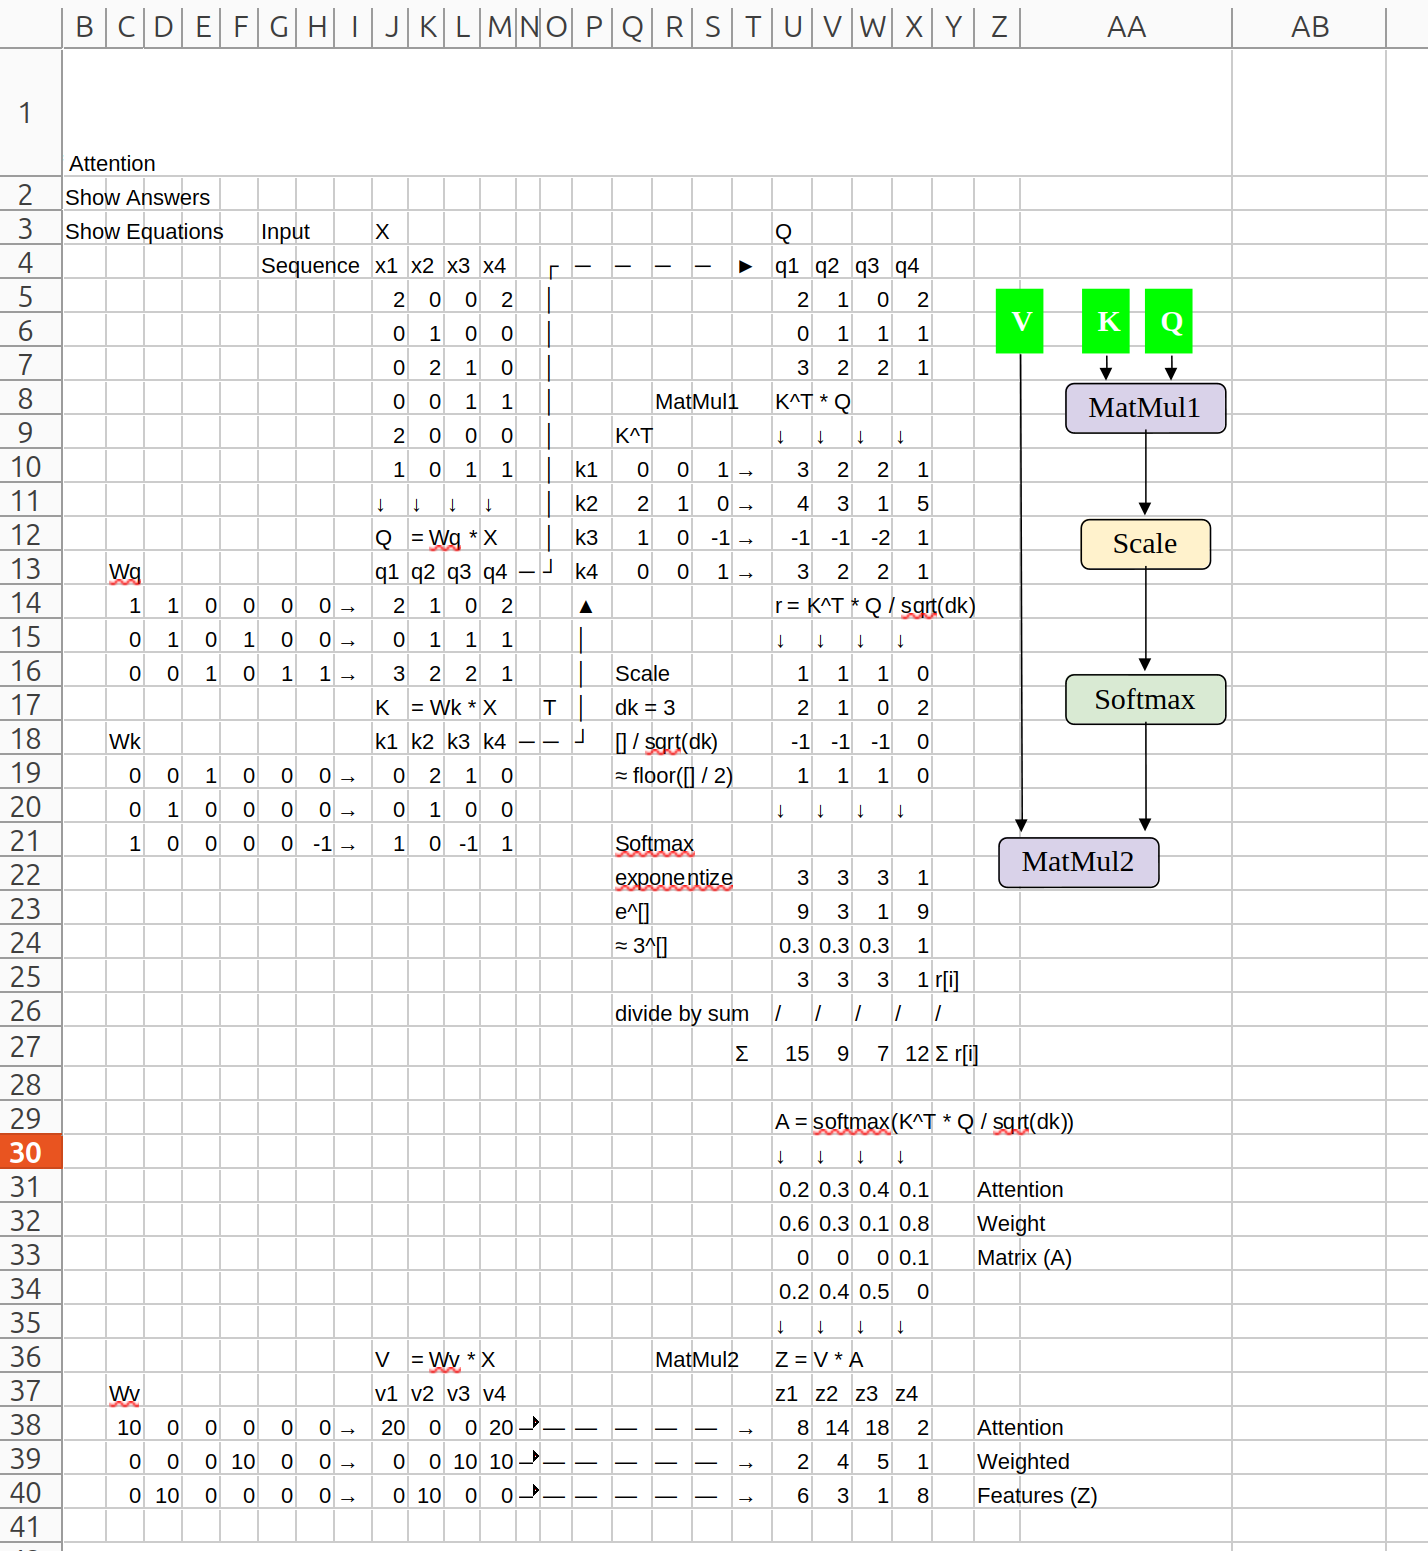 B C D E F G H I J K L M N O P Q R S T U V W X Y Z AA AB
1 Attention
2 Show Answers
3 Show Equations Input X Q
4 Sequence x1 x2 x3 x4 ┌ ─ ─ ─ ─ ► q1 q2 q3 q4
5 2 0 0 2 │ 2 1 0 2
V K Q
6 0 1 0 0 │ 0 1 1 1
7 0 2 1 0 │ 3 2 2 1
8 0 0 1 1 │ MatMul1 K^T * Q
MatMul1
9 2 0 0 0 │ K^T ↓ ↓ ↓ ↓
10 1 0 1 1 │ k1 0 0 1 → 3 2 2 1
11 ↓ ↓ ↓ ↓ │ k2 2 1 0 → 4 3 1 5
12 Q = Wq * X │ k3 1 0 -1 → -1 -1 -2 1
Scale
13 Wq q1 q2 q3 q4 ─ ┘ k4 0 0 1 → 3 2 2 1
14 1 1 0 0 0 0 → 2 1 0 2 ▲ r = K^T * Q / sqrt(dk)
15 0 1 0 1 0 0 → 0 1 1 1 │ ↓ ↓ ↓ ↓
16 0 0 1 0 1 1 → 3 2 2 1 │ Scale 1 1 1 0
17 K = Wk * X T │ dk = 3 2 1 0 2
Softmax
18 Wk k1 k2 k3 k4 ─ ─ ┘ [] / sqrt(dk) -1 -1 -1 0
19 0 0 1 0 0 0 → 0 2 1 0 ≈ floor([] / 2) 1 1 1 0
20 0 1 0 0 0 0 → 0 1 0 0 ↓ ↓ ↓ ↓
21 1 0 0 0 0 -1 → 1 0 -1 1 Softmax
MatMul2
22 exponentize 3 3 3 1
23 e^[] 9 3 1 9
24 ≈ 3^[] 0.3 0.3 0.3 1
25 3 3 3 1 r[i]
26 divide by sum / / / / /
27 Σ 15 9 7 12 Σ r[i]
28
29 A = softmax(K^T * Q / sqrt(dk))
30 ↓ ↓ ↓ ↓
31 0.2 0.3 0.4 0.1 Attention
32 0.6 0.3 0.1 0.8 Weight
33 0 0 0 0.1 Matrix (A)
34 0.2 0.4 0.5 0
35 ↓ ↓ ↓ ↓
36 V = Wv * X MatMul2 Z = V * A
37 Wv v1 v2 v3 v4 z1 z2 z3 z4
38 10 0 0 0 0 0 → 20 0 0 20 — — — — — — → 8 14 18 2 Attention
39 0 0 0 10 0 0 → 0 0 10 10 — — — — — — → 2 4 5 1 Weighted
40 0 10 0 0 0 0 → 0 10 0 0 — — — — — — → 6 3 1 8 Features (Z)
41